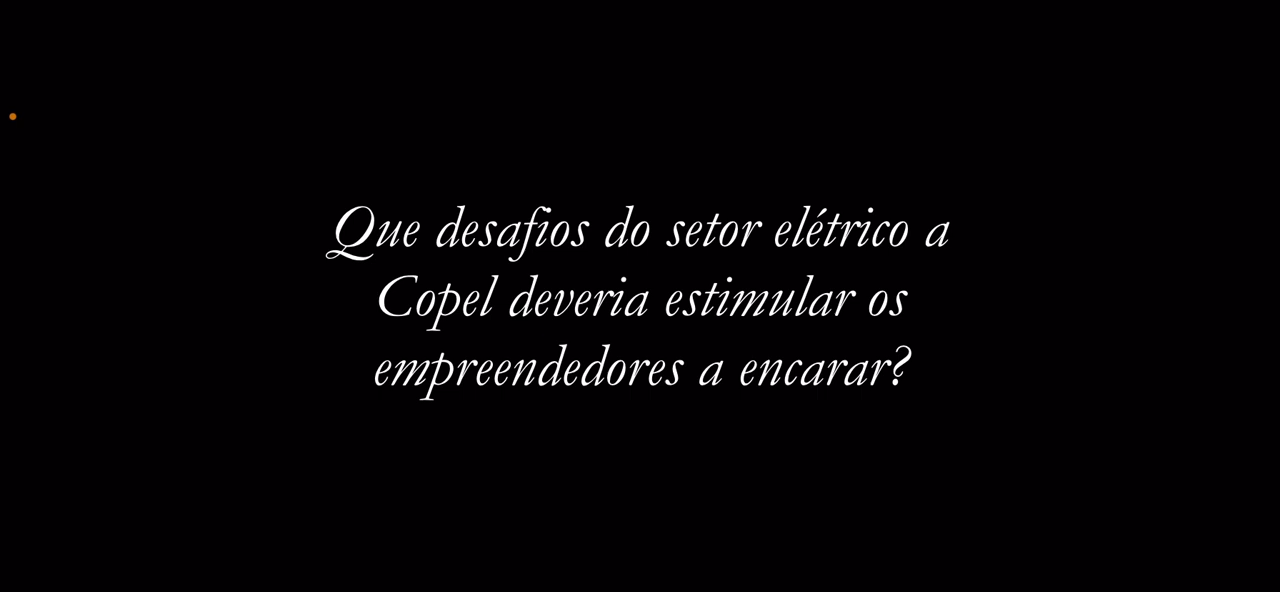 Que desafios do setor elétrico a
Copel deveria estimular os
empreendedores a encarar?